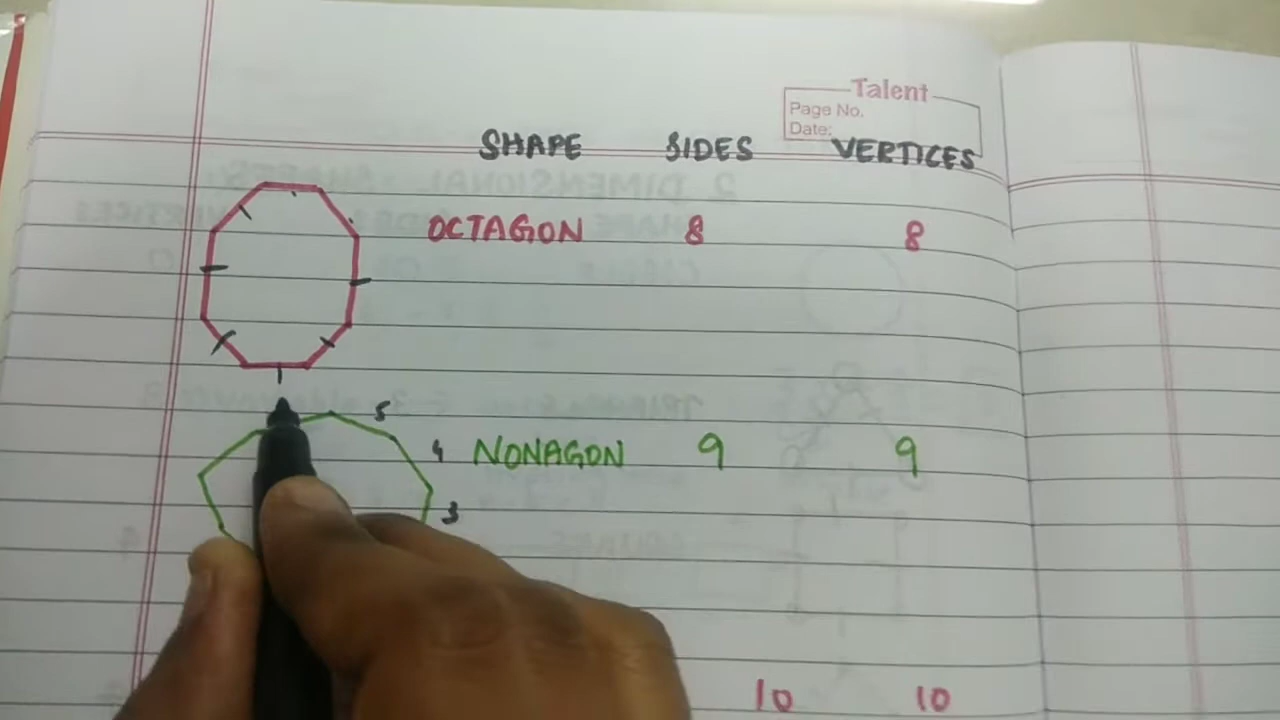 Talent
Page No.
Date:
SHAPE SIDES VERTICES
OCTAGON 8 8
5
4 NONAGON 9 9
3
10 10